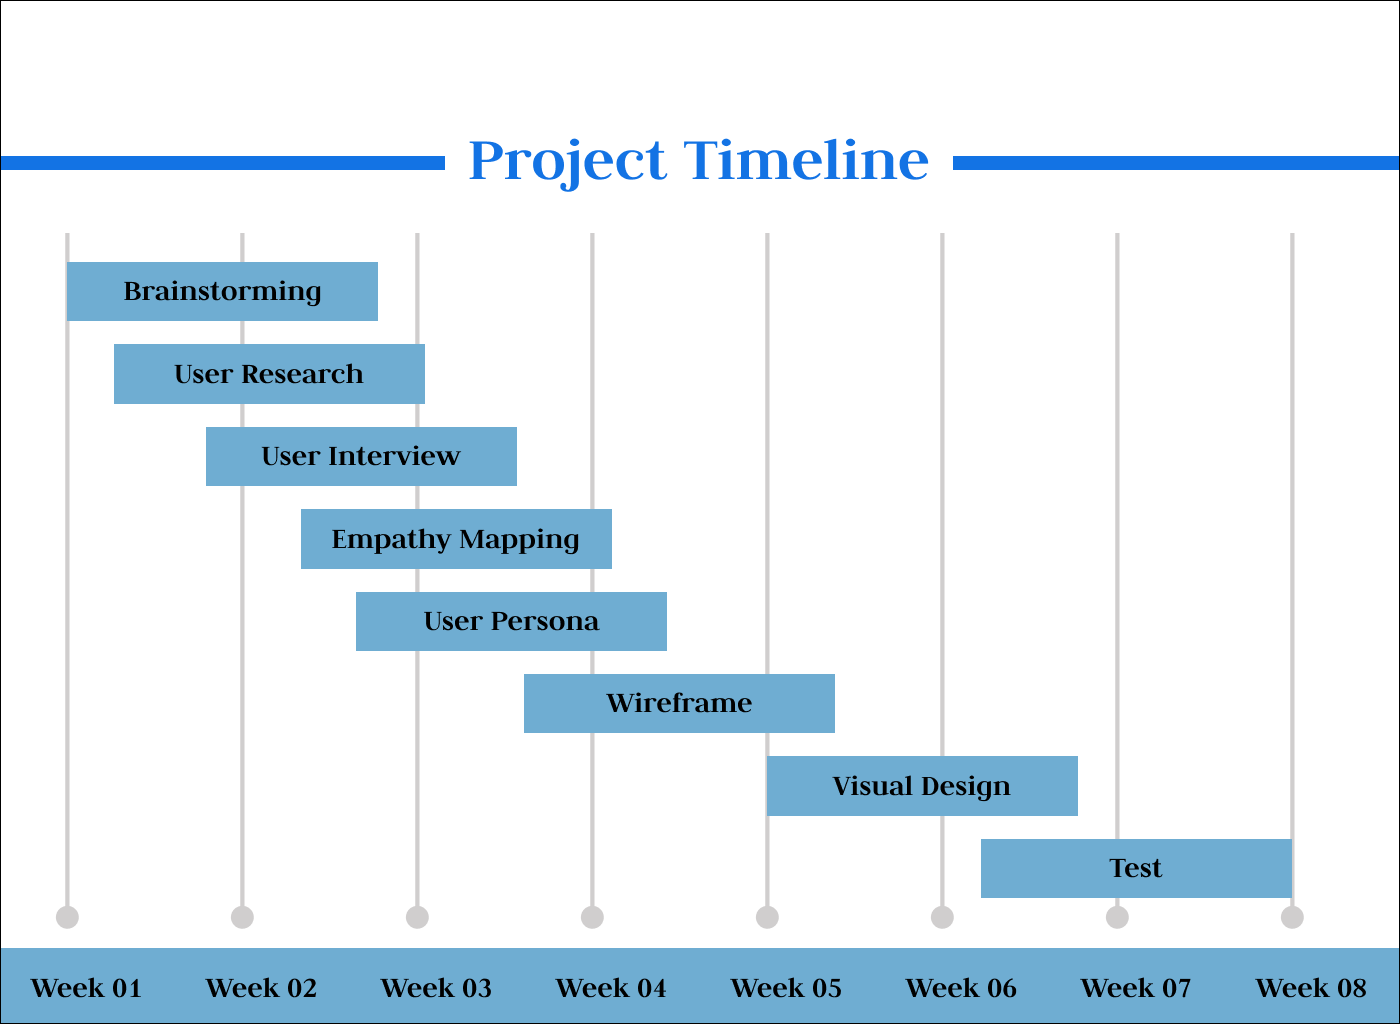 Project Timeline
Brainstorming
User Research
User Interview
Empathy Mapping
User Persona
Wireframe
Visual Design
Test
Week 01 Week 02 Week 03 Week 04 Week 05 Week 06 Week 07 Week 08